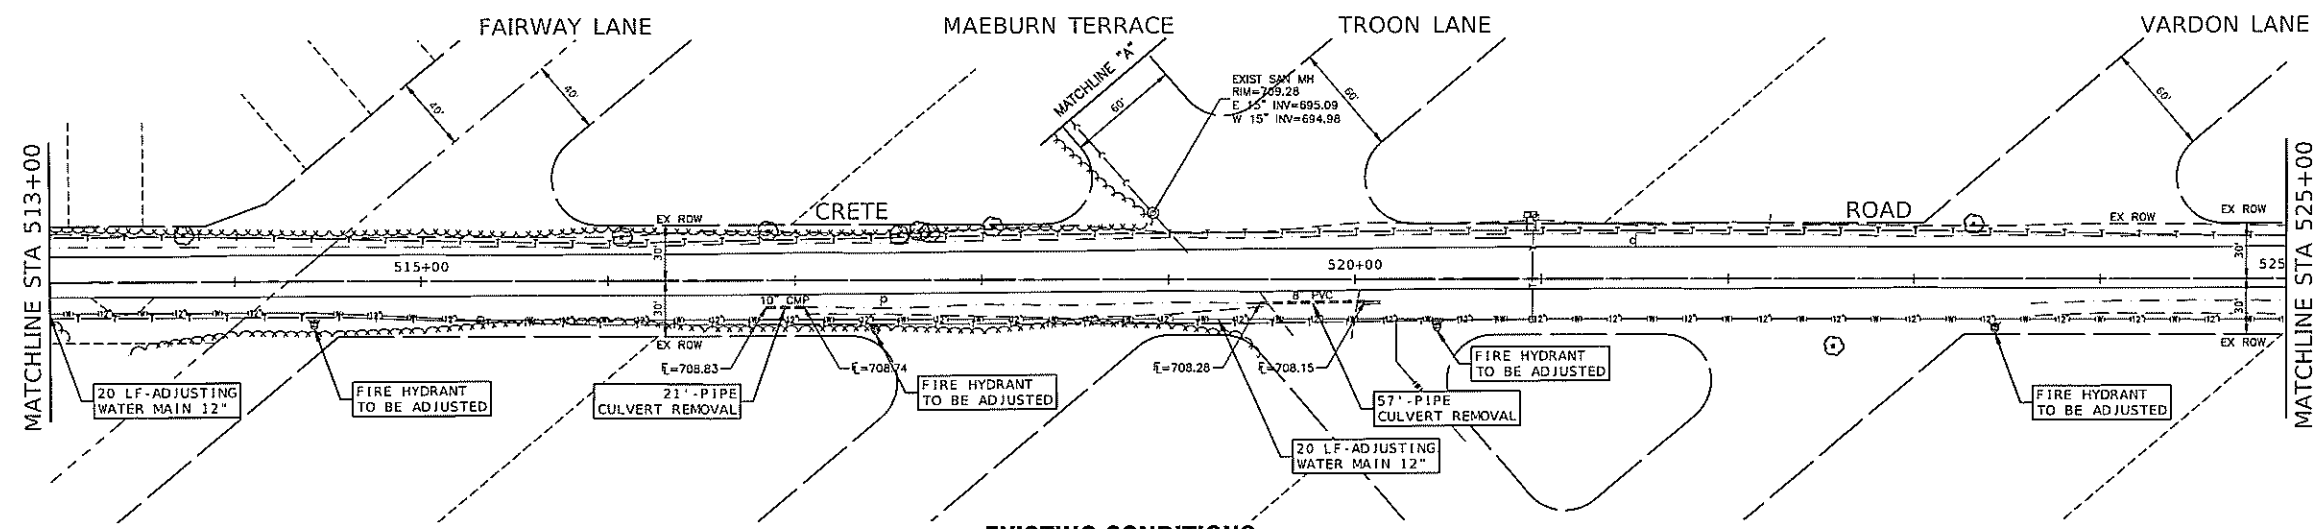 FAIRWAY LANE
MAEBURN TERRACE
TROON LANE
VARDON LANE
MATCHLINE "A"
40'
40'
60'
60'
60'
EXIST SAN MH
RIM=709.28
E 15" INV=695.09
W 15" INV=694.98
MATCHLINE STA 513+00
MATCHLINE STA 525+00
EX ROW
CRETE
ROAD
EX ROW
EX ROW
30'
30'
515+00
520+00
525
30'
30'
10" CMP
8" PVC
EX ROW
EX ROW
=708.83
=708.74
=708.28
=708.15
20 LF-ADJUSTING
WATER MAIN 12"
FIRE HYDRANT
TO BE ADJUSTED
21'-PIPE
CULVERT REMOVAL
FIRE HYDRANT
TO BE ADJUSTED
FIRE HYDRANT
TO BE ADJUSTED
57'-PIPE
CULVERT REMOVAL
FIRE HYDRANT
TO BE ADJUSTED
20 LF-ADJUSTING
WATER MAIN 12"